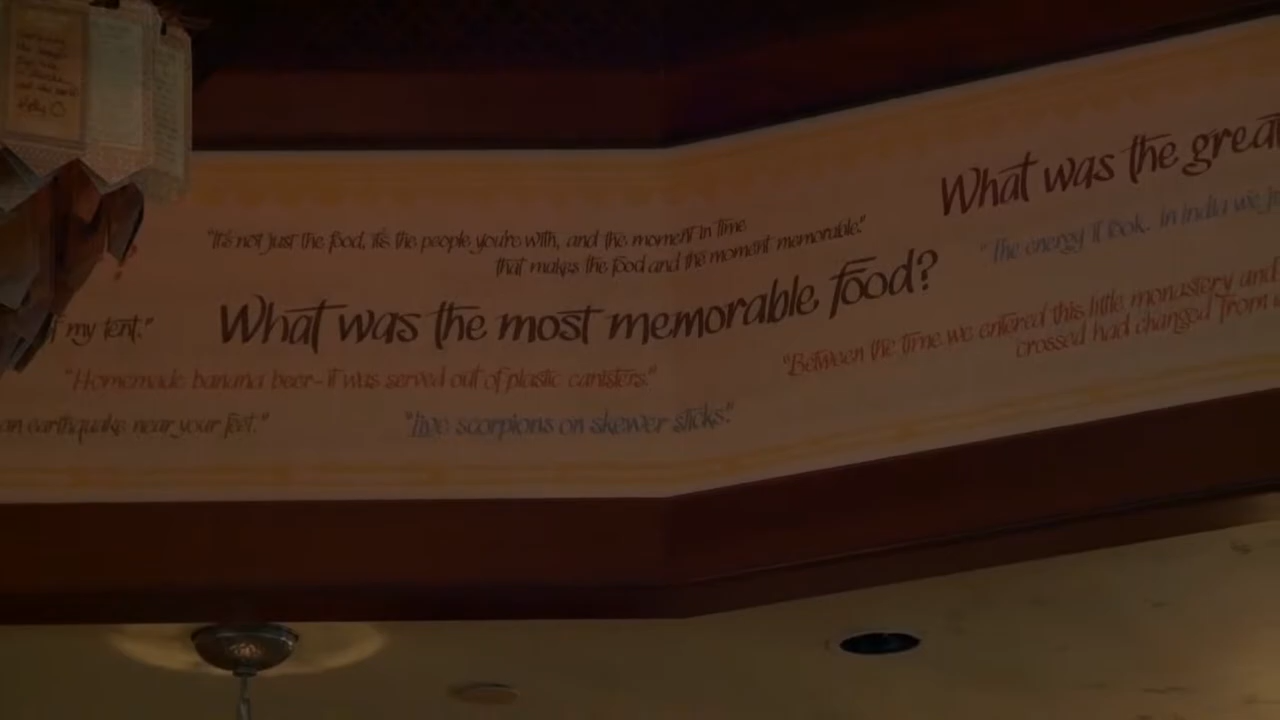 "It's not just the food, it's the people you're with, and the moment in time
that makes the food and the moment memorable."
What was the most memorable food?
my tent."
"Homemade banana beer–it was served out of plastic canisters."
an earthquake near your feet."
"live scorpions on skewer sticks."
What was the grea
"The energy it took. In India we j
"Between the time we entered this little monastery and
crossed had changed from